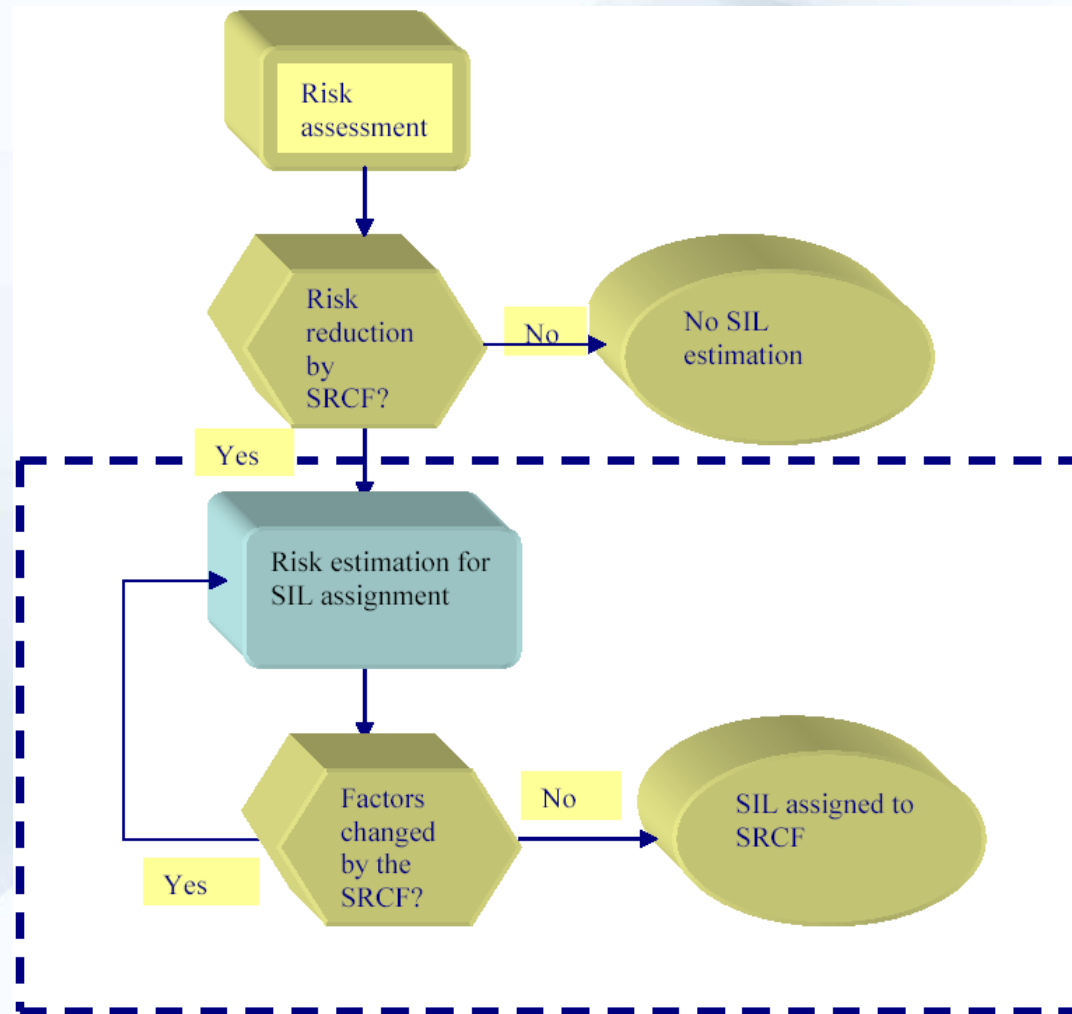 Risk
assessment
Risk
reduction
by
SRCF?
No
No SIL
estimation
Yes
Risk estimation for
SIL assignment
Factors
changed
by the
SRCF?
No
SIL assigned to
SRCF
Yes